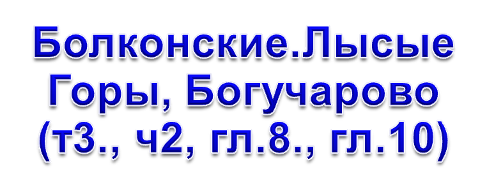 Болконские.Лысые
Горы, Богучарово
(т3., ч2, гл.8., гл.10)